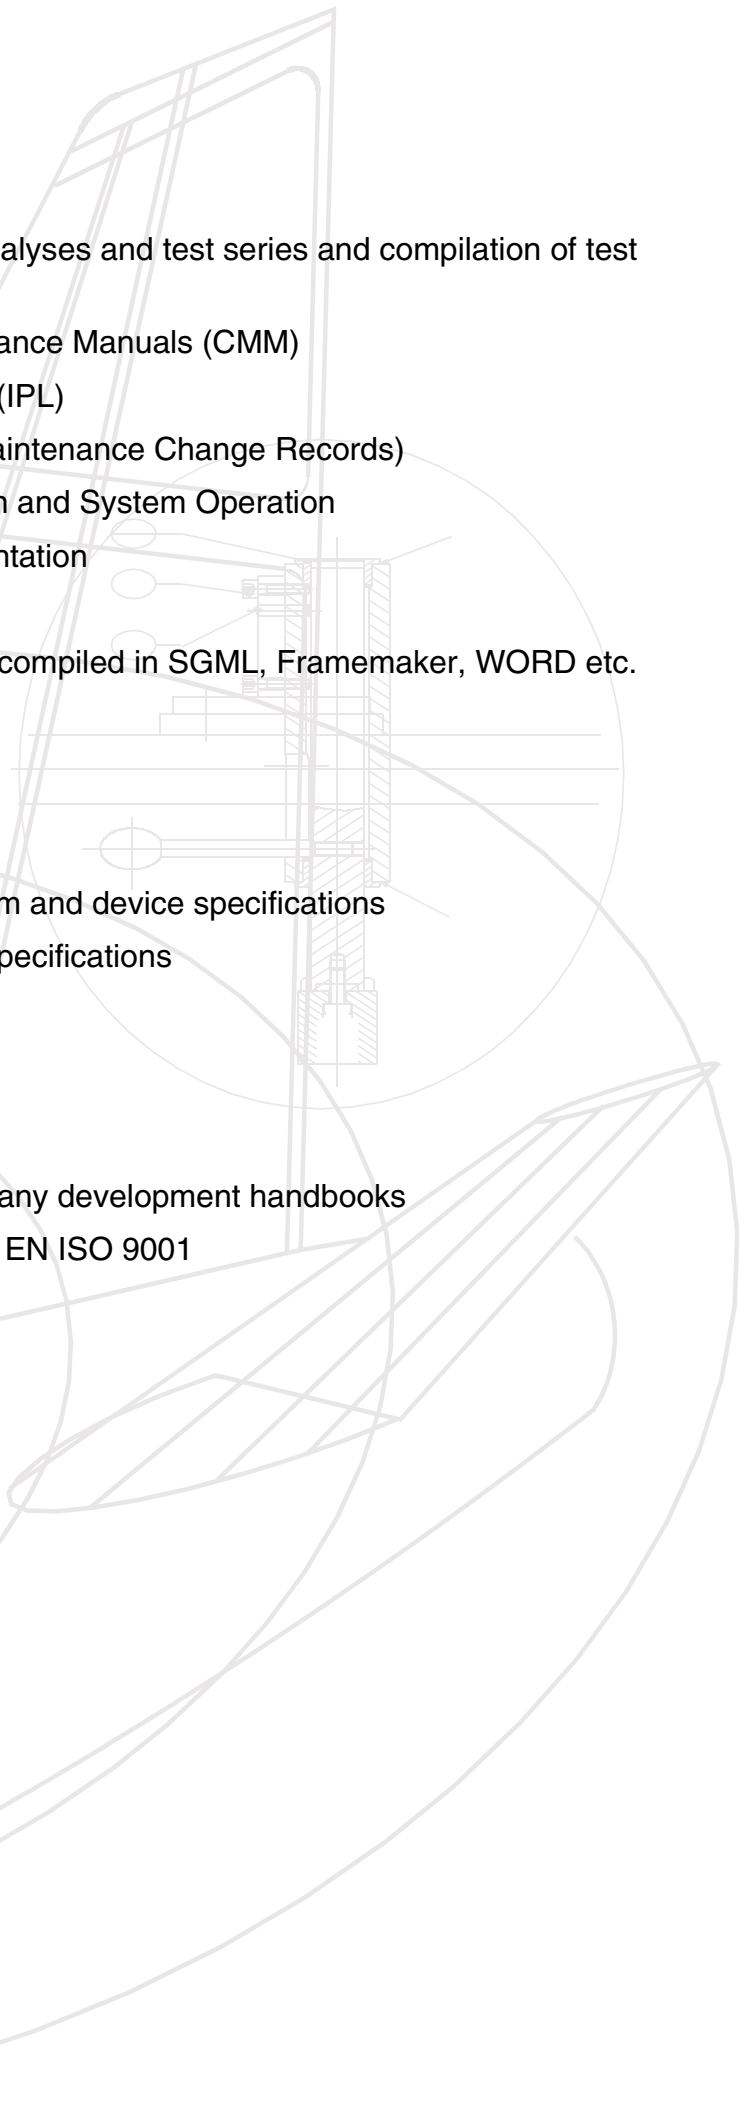 alyses and test series and compilation of test
ance Manuals (CMM)
(IPL)
aintenance Change Records)
n and System Operation
ntation
compiled in SGML, Framemaker, WORD etc.
m and device specifications
pecifications
any development handbooks
EN ISO 9001